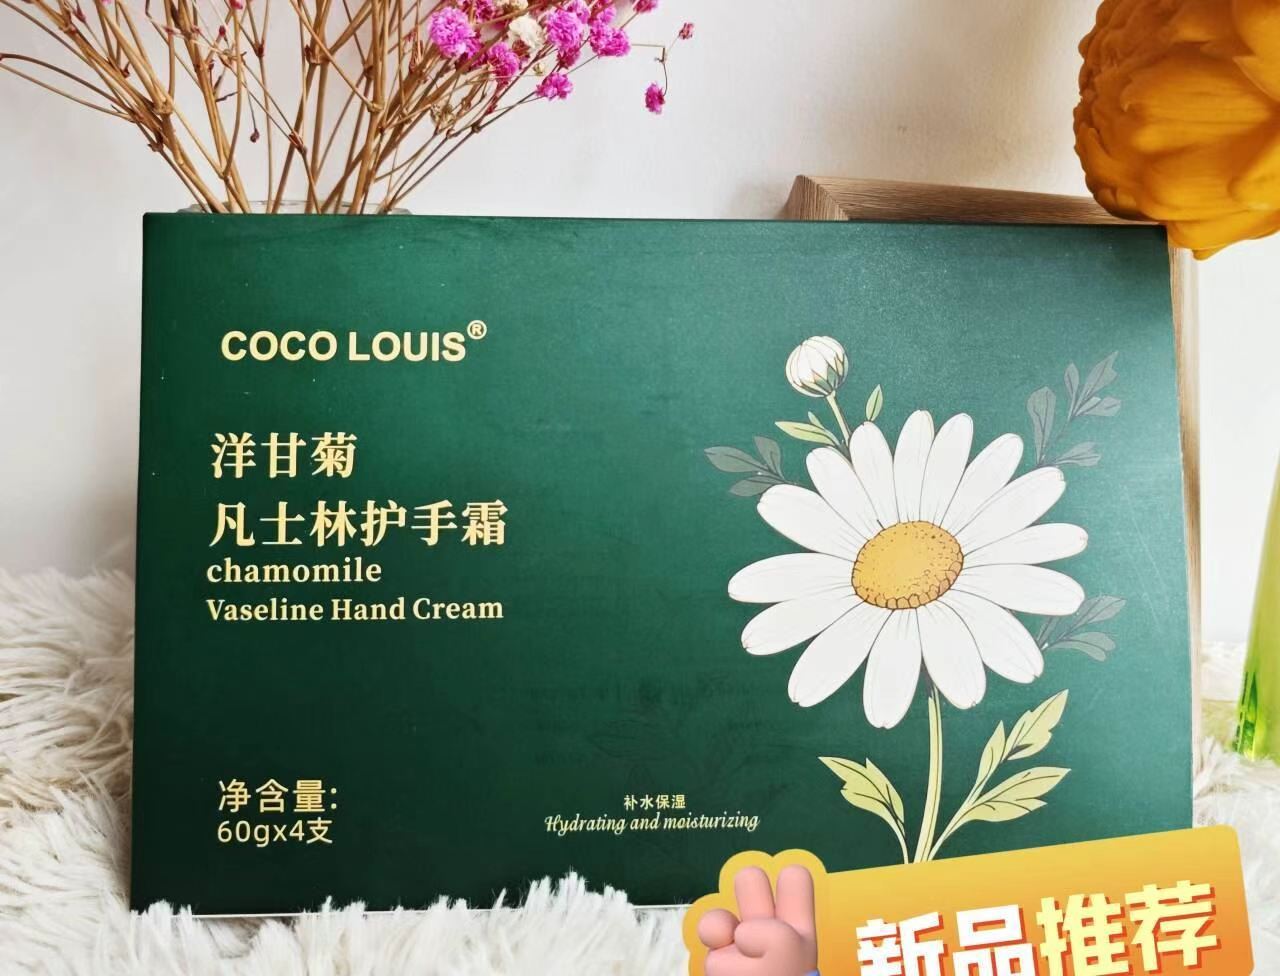 COCO LOUIS®
洋甘菊
凡士林护手霜
chamomile
Vaseline Hand Cream
净含量:
60gx4支
补水保湿
Hydrating and moisturizing
新品推荐